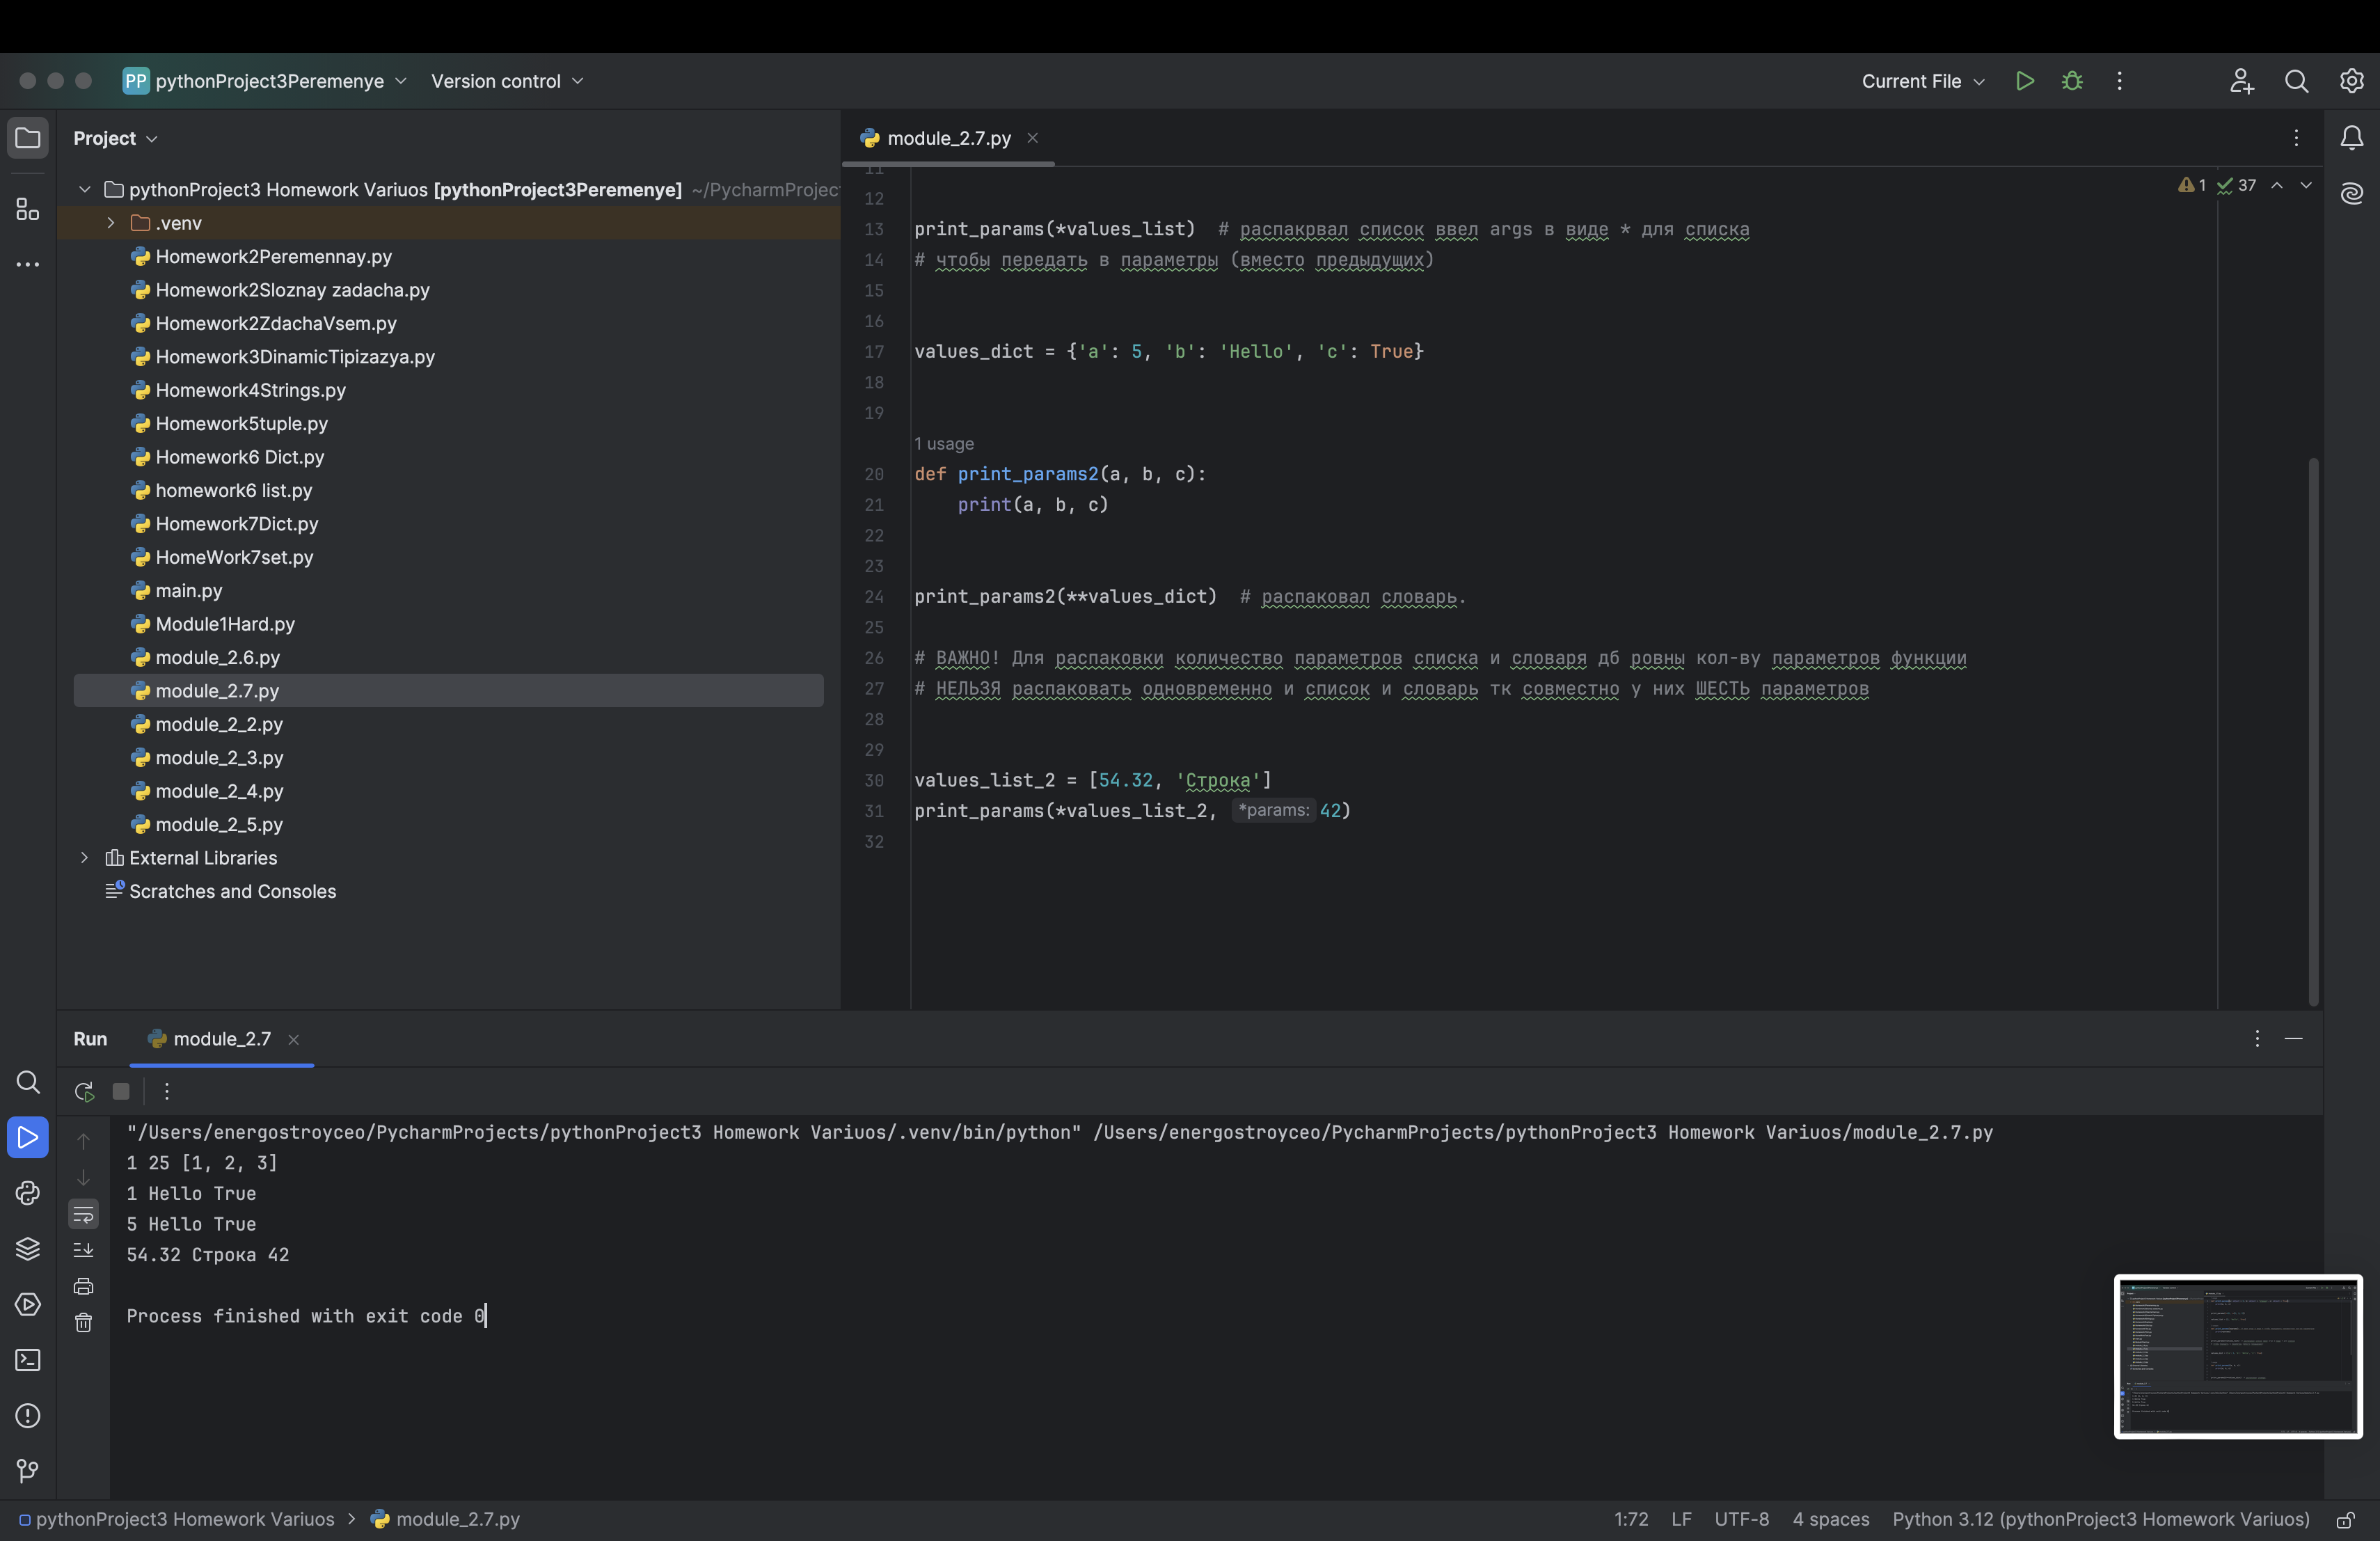 PP pythonProject3Peremenye Version control Current File
Project
module_2.7.py
pythonProject3 Homework Variuos [pythonProject3Peremenye] ~/PycharmProjec
.venv
Homework2Peremennay.py
Homework2Sloznay zadacha.py
Homework2ZdachaVsem.py
Homework3DinamicTipizazya.py
Homework4Strings.py
Homework5tuple.py
Homework6 Dict.py
homework6 list.py
Homework7Dict.py
HomeWork7set.py
main.py
Module1Hard.py
module_2.6.py
module_2.7.py
module_2_2.py
module_2_3.py
module_2_4.py
module_2_5.py
External Libraries
Scratches and Consoles
1 37
11
12
13 print_params(*values_list) # распакрвал список ввел args в виде * для списка
14 # чтобы передать в параметры (вместо предыдущих)
15
16
17 values_dict = {'a': 5, 'b': 'Hello', 'c': True}
18
19
1 usage
20 def print_params2(a, b, c):
21 print(a, b, c)
22
23
24 print_params2(**values_dict) # распаковал словарь.
25
26 # ВАЖНО! Для распаковки количество параметров списка и словаря дб ровны кол-ву параметров функции
27 # НЕЛЬЗЯ распаковать одновременно и список и словарь тк совместно у них ШЕСТЬ параметров
28
29
30 values_list_2 = [54.32, 'Строка']
31 print_params(*values_list_2, *params: 42)
32
Run module_2.7
"/Users/energostroyceo/PycharmProjects/pythonProject3 Homework Variuos/.venv/bin/python" /Users/energostroyceo/PycharmProjects/pythonProject3 Homework Variuos/module_2.7.py
1 25 [1, 2, 3]
1 Hello True
5 Hello True
54.32 Строка 42
Process finished with exit code 0
pythonProject3 Homework Variuos > module_2.7.py 1:72 LF UTF-8 4 spaces Python 3.12 (pythonProject3 Homework Variuos)